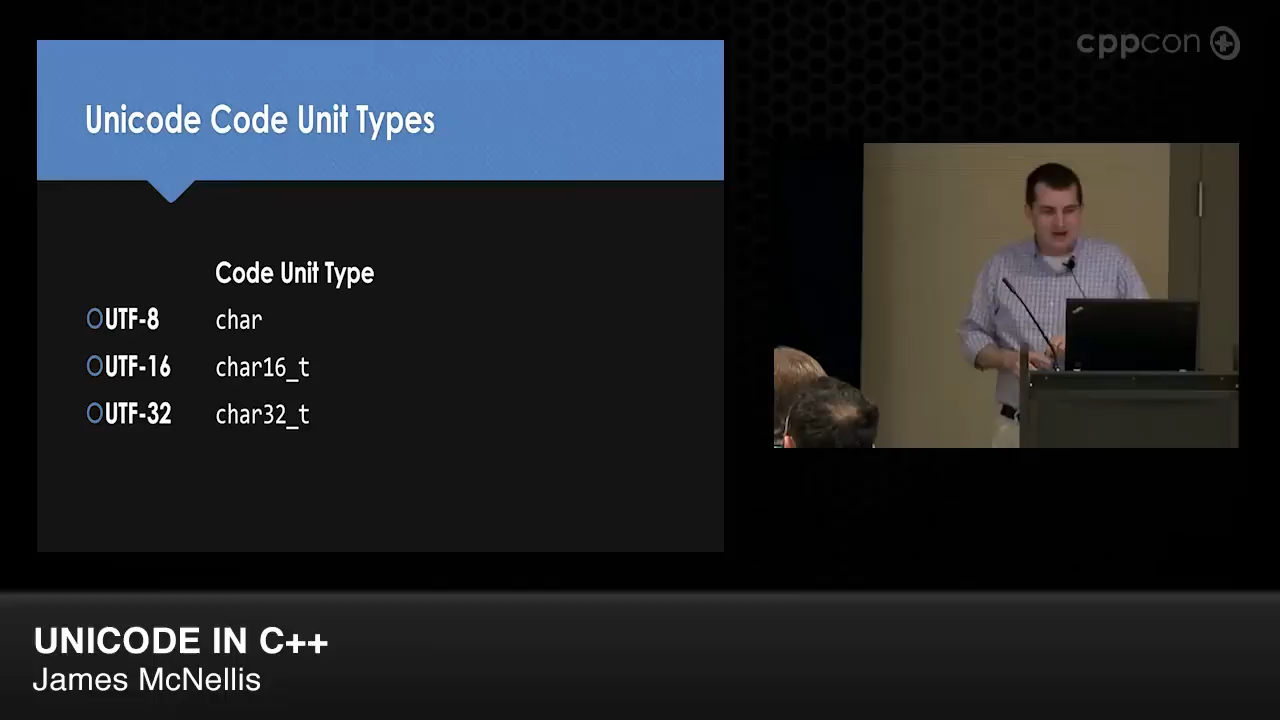 cppcon
Unicode Code Unit Types
Code Unit Type
UTF-8 char
UTF-16 char16_t
UTF-32 char32_t
UNICODE IN C++
James McNellis